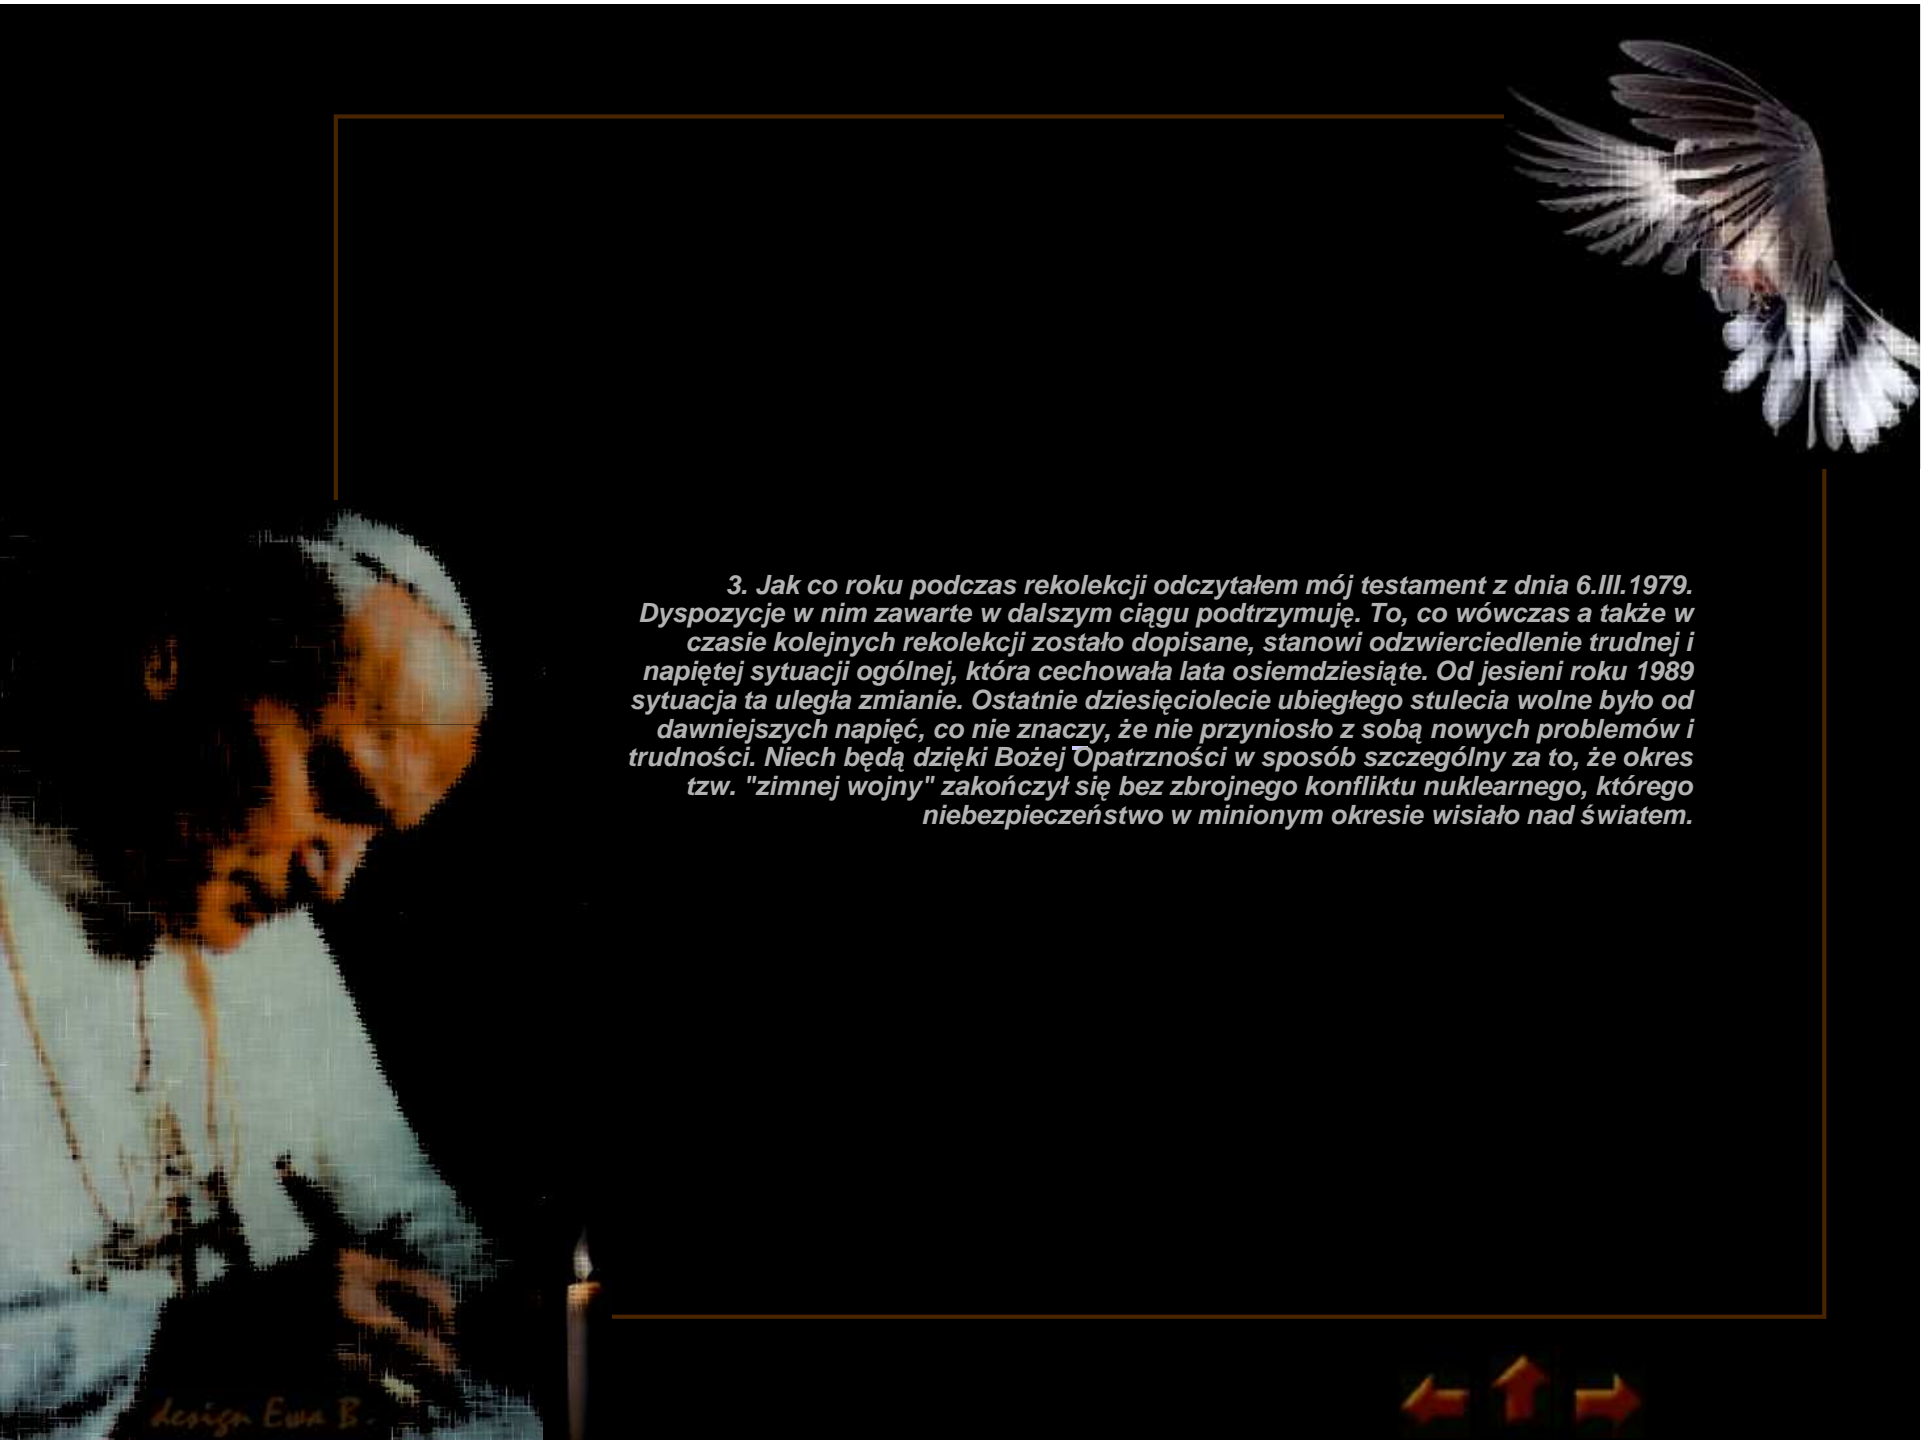 3. Jak co roku podczas rekolekcji odczytałem mój testament z dnia 6.III.1979.
Dyspozycje w nim zawarte w dalszym ciągu podtrzymuję. To, co wówczas a także w
czasie kolejnych rekolekcji zostało dopisane, stanowi odzwierciedlenie trudnej i
napiętej sytuacji ogólnej, która cechowała lata osiemdziesiąte. Od jesieni roku 1989
sytuacja ta uległa zmianie. Ostatnie dziesięciolecie ubiegłego stulecia wolne było od
dawniejszych napięć, co nie znaczy, że nie przyniosło z sobą nowych problemów i
trudności. Niech będą dzięki Bożej Opatrzności w sposób szczególny za to, że okres
tzw. "zimnej wojny" zakończył się bez zbrojnego konfliktu nuklearnego, którego
niebezpieczeństwo w minionym okresie wisiało nad światem.
design Ewa B.